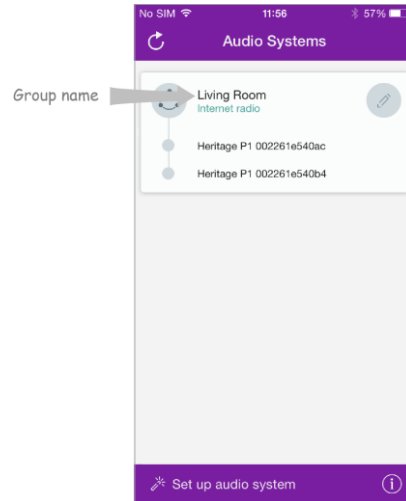 No SIM 11:56 57%
Audio Systems
Group name
Living Room
Internet radio
Heritage P1 002261e540ac
Heritage P1 002261e540b4
Set up audio system